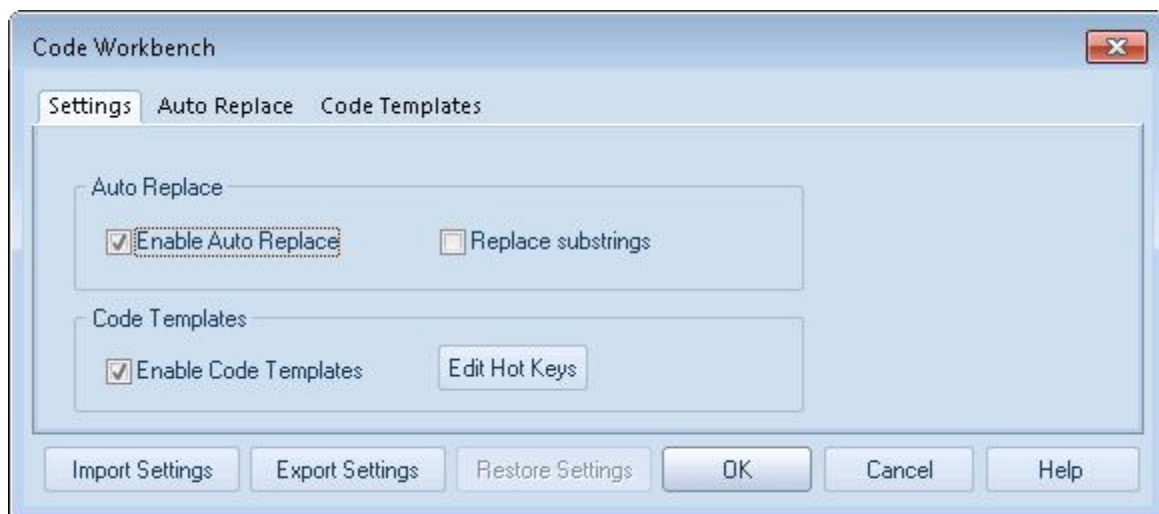 Code Workbench
Settings Auto Replace Code Templates
Auto Replace
Enable Auto Replace Replace substrings
Code Templates
Enable Code Templates Edit Hot Keys
Import Settings Export Settings Restore Settings OK Cancel Help